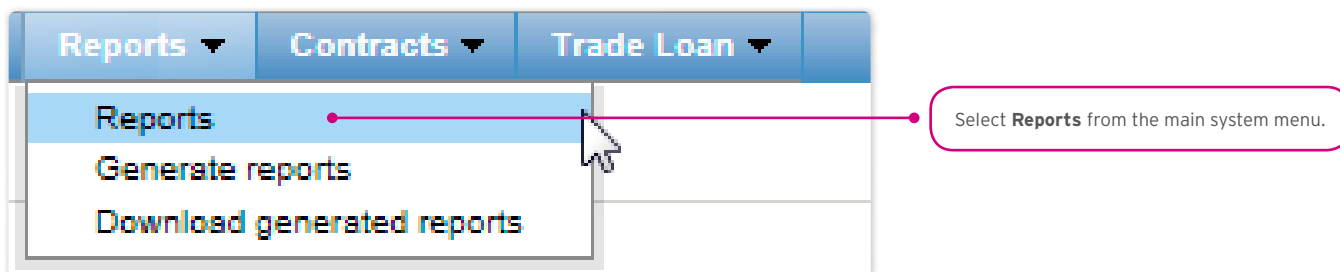 Reports Contracts Trade Loan
Reports
Select Reports from the main system menu.
Generate reports
Download generated reports